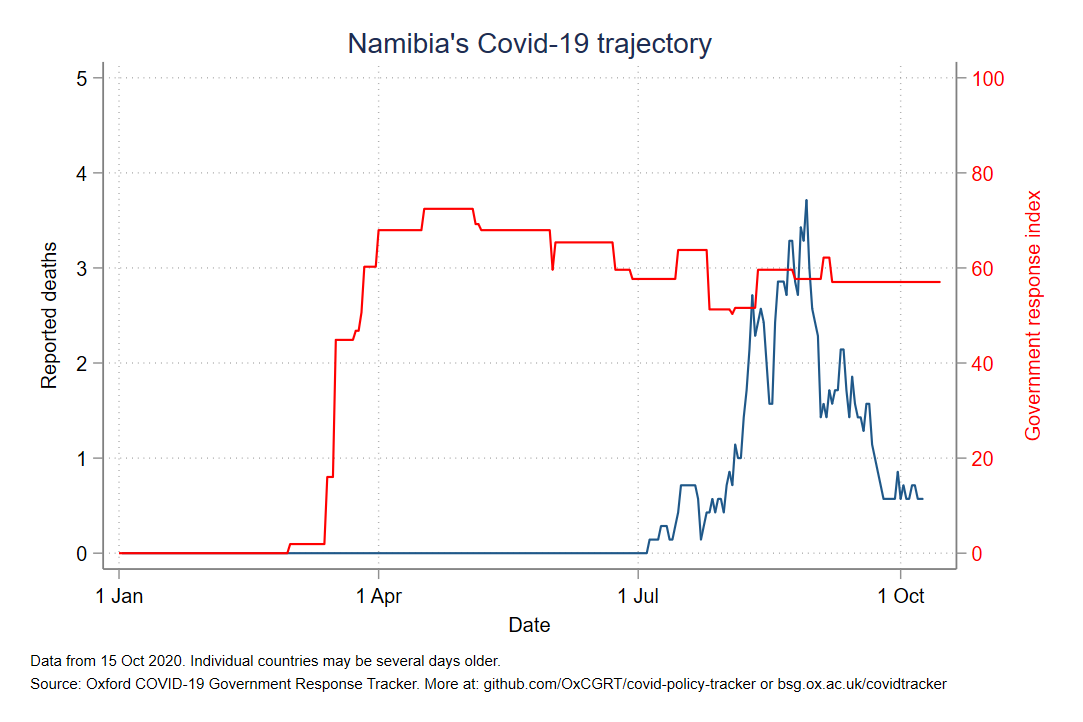 Namibia's Covid-19 trajectory
5
4
3
2
1
0
Reported deaths
100
80
60
40
20
0
Government response index
1 Jan
1 Apr
1 Jul
1 Oct
Date
Data from 15 Oct 2020. Individual countries may be several days older.
Source: Oxford COVID-19 Government Response Tracker. More at: github.com/OxCGRT/covid-policy-tracker or bsg.ox.ac.uk/covidtracker